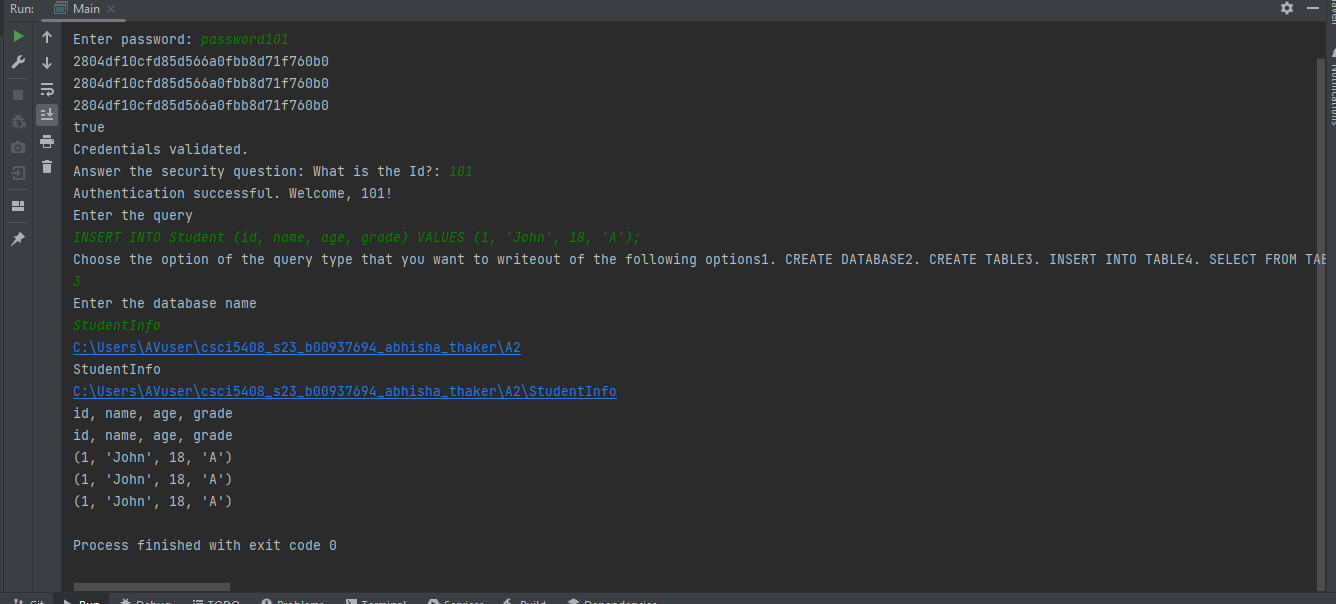 Run: Main
Enter password: password101
2804df10cfd85d566a0fbb8d71f760b0
2804df10cfd85d566a0fbb8d71f760b0
2804df10cfd85d566a0fbb8d71f760b0
true
Credentials validated.
Answer the security question: What is the Id?: 101
Authentication successful. Welcome, 101!
Enter the query
INSERT INTO Student (id, name, age, grade) VALUES (1, 'John', 18, 'A');
Choose the option of the query type that you want to writeout of the following options1. CREATE DATABASE2. CREATE TABLE3. INSERT INTO TABLE4. SELECT FROM TAB
3
Enter the database name
StudentInfo
C:\Users\AVuser\csci5408_s23_b00937694_abhisha_thaker\A2
StudentInfo
C:\Users\AVuser\csci5408_s23_b00937694_abhisha_thaker\A2\StudentInfo
id, name, age, grade
id, name, age, grade
(1, 'John', 18, 'A')
(1, 'John', 18, 'A')
(1, 'John', 18, 'A')
Process finished with exit code 0
Git Run Debug TODO Problems Terminal Services Build Dependencies
Notifications